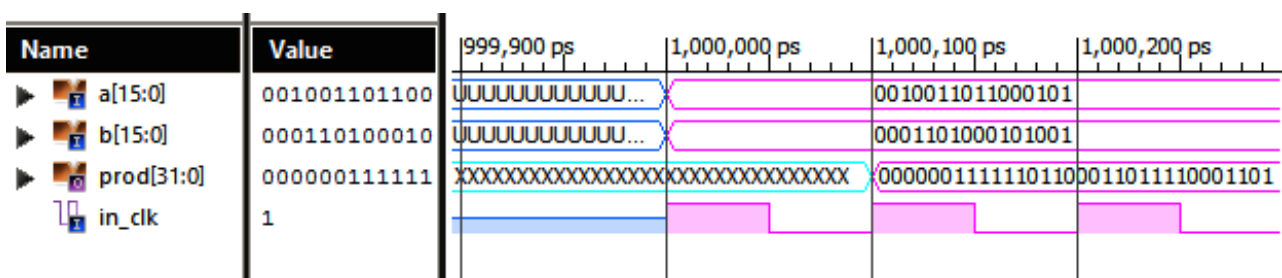 Name Value 999,900 ps 1,000,000 ps 1,000,100 ps 1,000,200 ps
a[15:0] 001001101100 UUUUUUUUUUUU... 0010011011000101
b[15:0] 000110100010 UUUUUUUUUUUU... 0001101000101001
prod[31:0] 000000111111 XXXXXXXXXXXXXXXXXXXXXXXXXXXXXXXX 00000011111101100011011110001101
in_clk 1